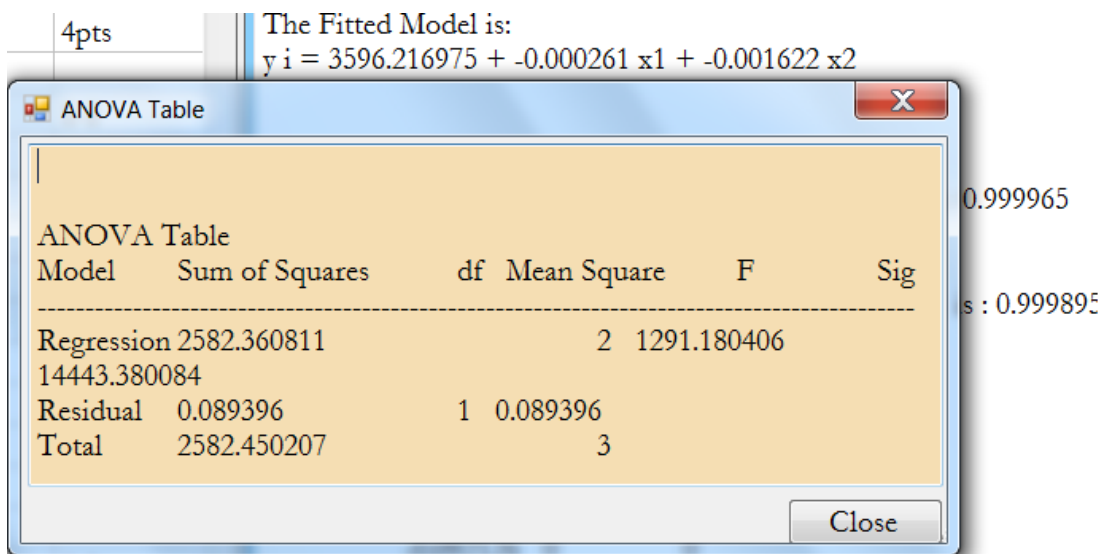 4pts
The Fitted Model is:
y i = 3596.216975 + -0.000261 x1 + -0.001622 x2
ANOVA Table
X
0.999965
ANOVA Table
Model Sum of Squares df Mean Square F Sig
--------------------------------------------------------------------------------------------
s : 0.999895
Regression 2582.360811 2 1291.180406
14443.380084
Residual 0.089396 1 0.089396
Total 2582.450207 3
Close